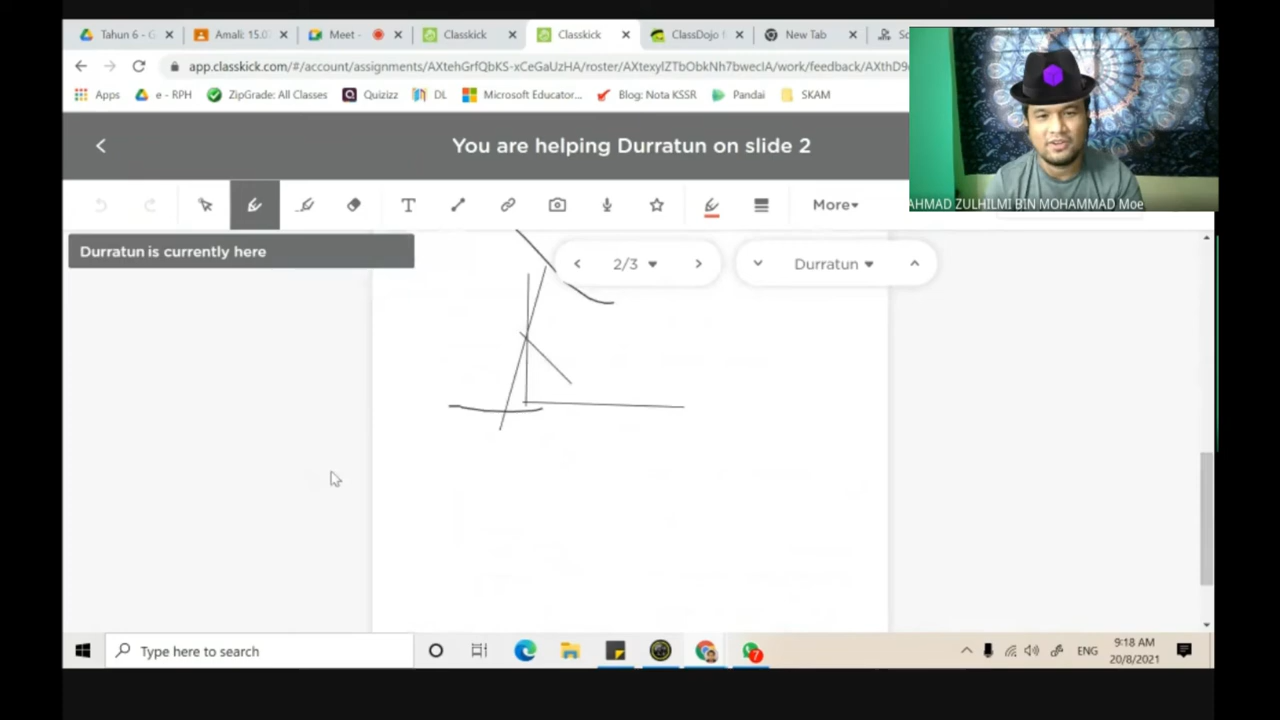 Tahun 6 - G
Amali: 15.0
Meet -
Classkick
Classkick
ClassDojo
New Tab
app.classkick.com/#/account/assignments/AXtehGrfQbKS-xCeGaUzHA/roster/AXtexylZTbObkNh7bwecIA/work/feedback/AXthD9
Apps
e - RPH
ZipGrade: All Classes
Quizizz
DL
Microsoft Educator...
Blog: Nota KSSR
Pandai
SKAM
You are helping Durratun on slide 2
AHMAD ZULHILMI BIN MOHAMMAD Moe
T
More
Durratun is currently here
2/3
Durratun
Type here to search
7
ENG
9:18 AM
20/8/2021